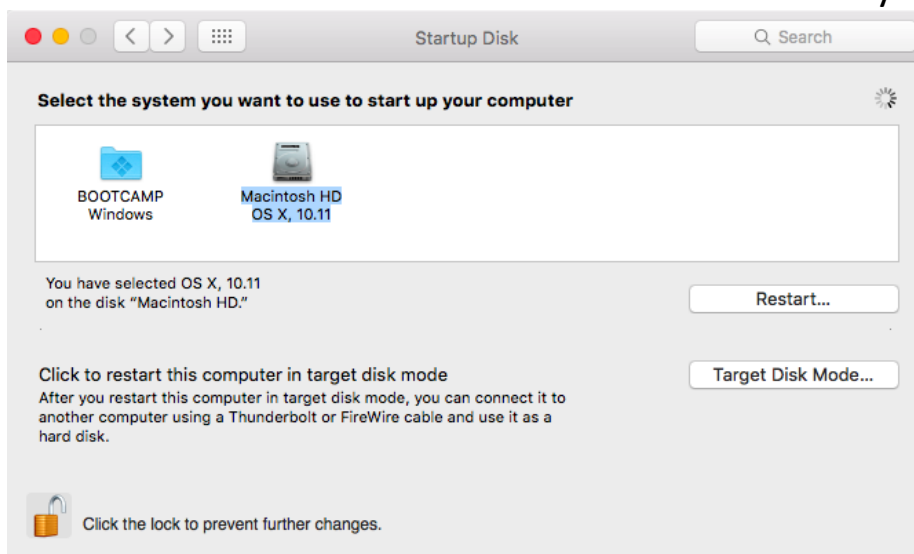 Startup Disk
Search
Select the system you want to use to start up your computer
BOOTCAMP
Windows
Macintosh HD
OS X, 10.11
You have selected OS X, 10.11
on the disk “Macintosh HD.”
Restart...
Click to restart this computer in target disk mode
Target Disk Mode...
After you restart this computer in target disk mode, you can connect it to
another computer using a Thunderbolt or FireWire cable and use it as a
hard disk.
Click the lock to prevent further changes.